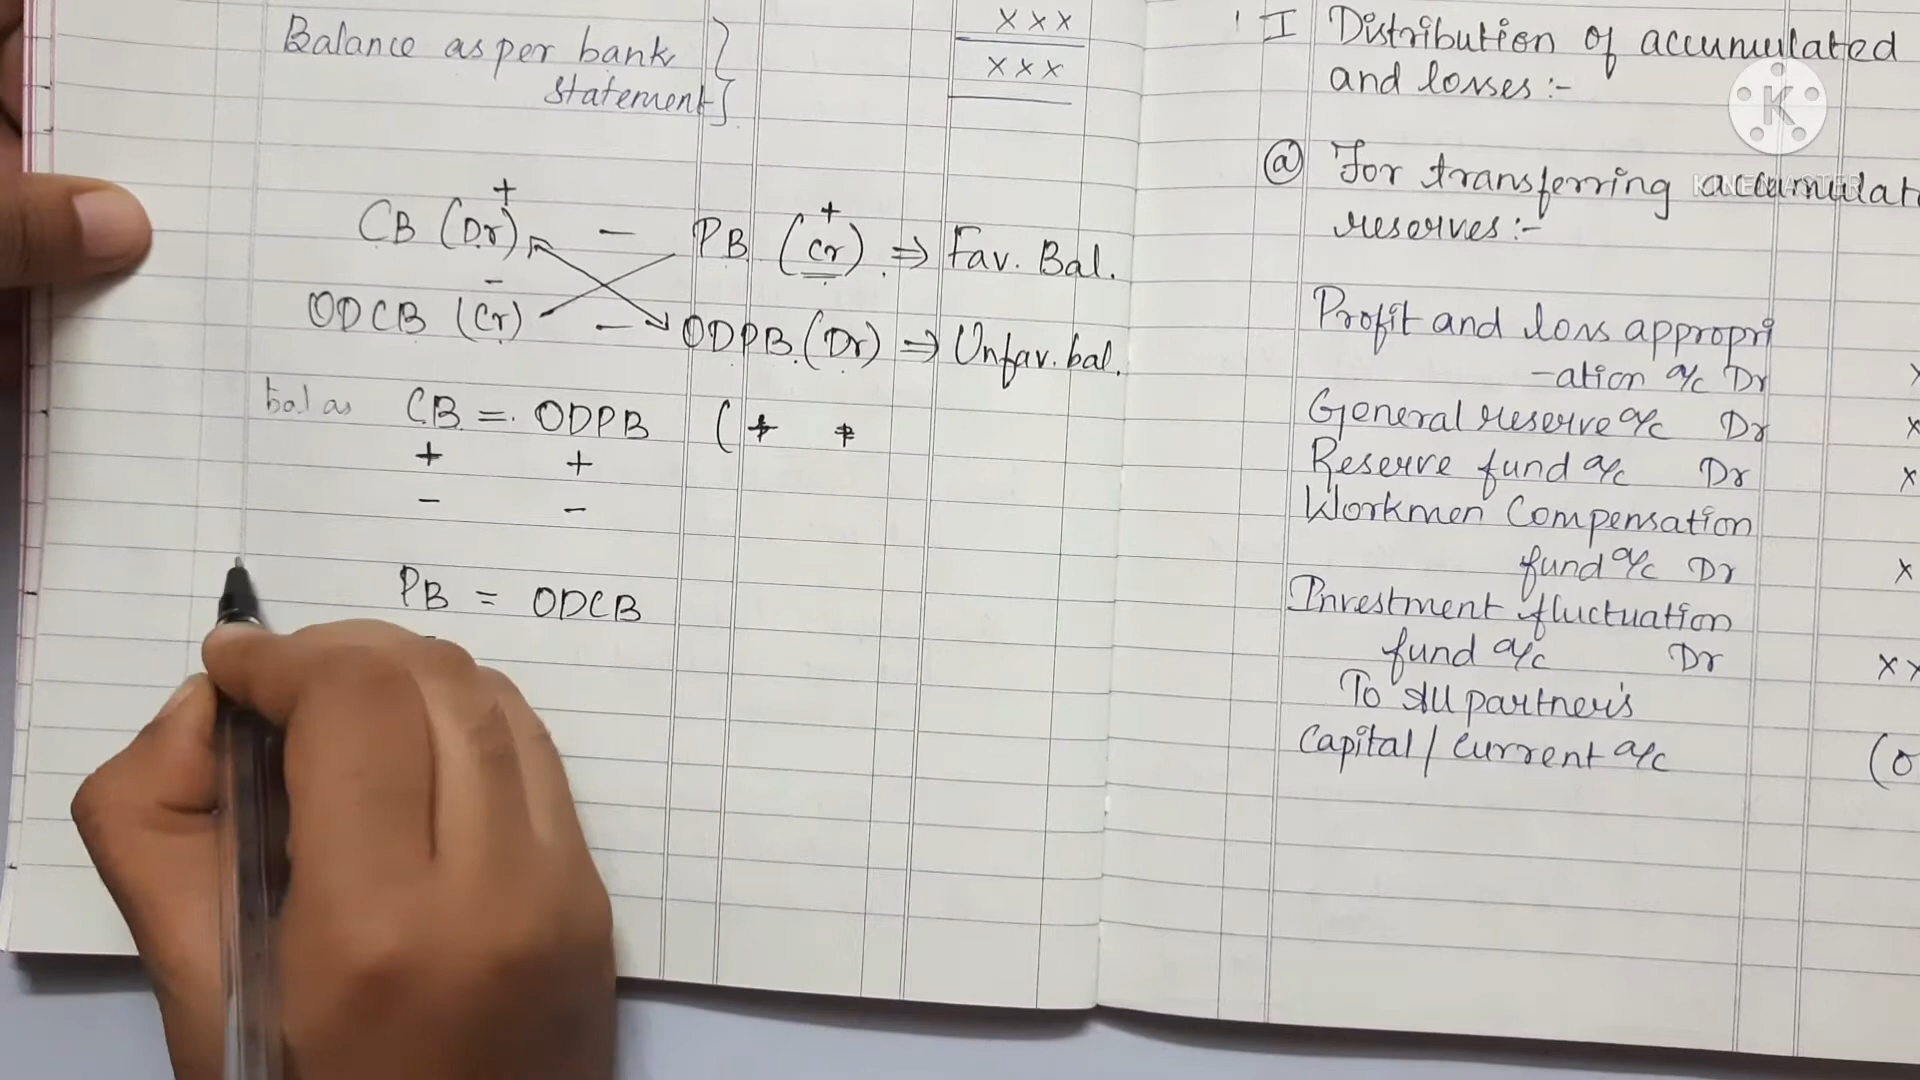 Balance as per bank } x x x
statement } x x x
CB (Dr) + - PB (Cr) + ⇒ Fav. Bal.
ODCB (Cr) - - ODPB (Dr) ⇒ Unfav. bal.
bal as CB = ODPB ( + +
+ +
- -
PB = ODCB
-
I Distribution of accumulated
and losses :-
K
KINEMASTER
(a) For transferring accumulat
reserves :-
Profit and loss appropri
-ation a/c Dr x
General reserve a/c Dr x
Reserve fund a/c Dr x
Workmen Compensation
fund a/c Dr x
Investment fluctuation
fund a/c Dr x x
To All partner's
Capital / current a/c (O